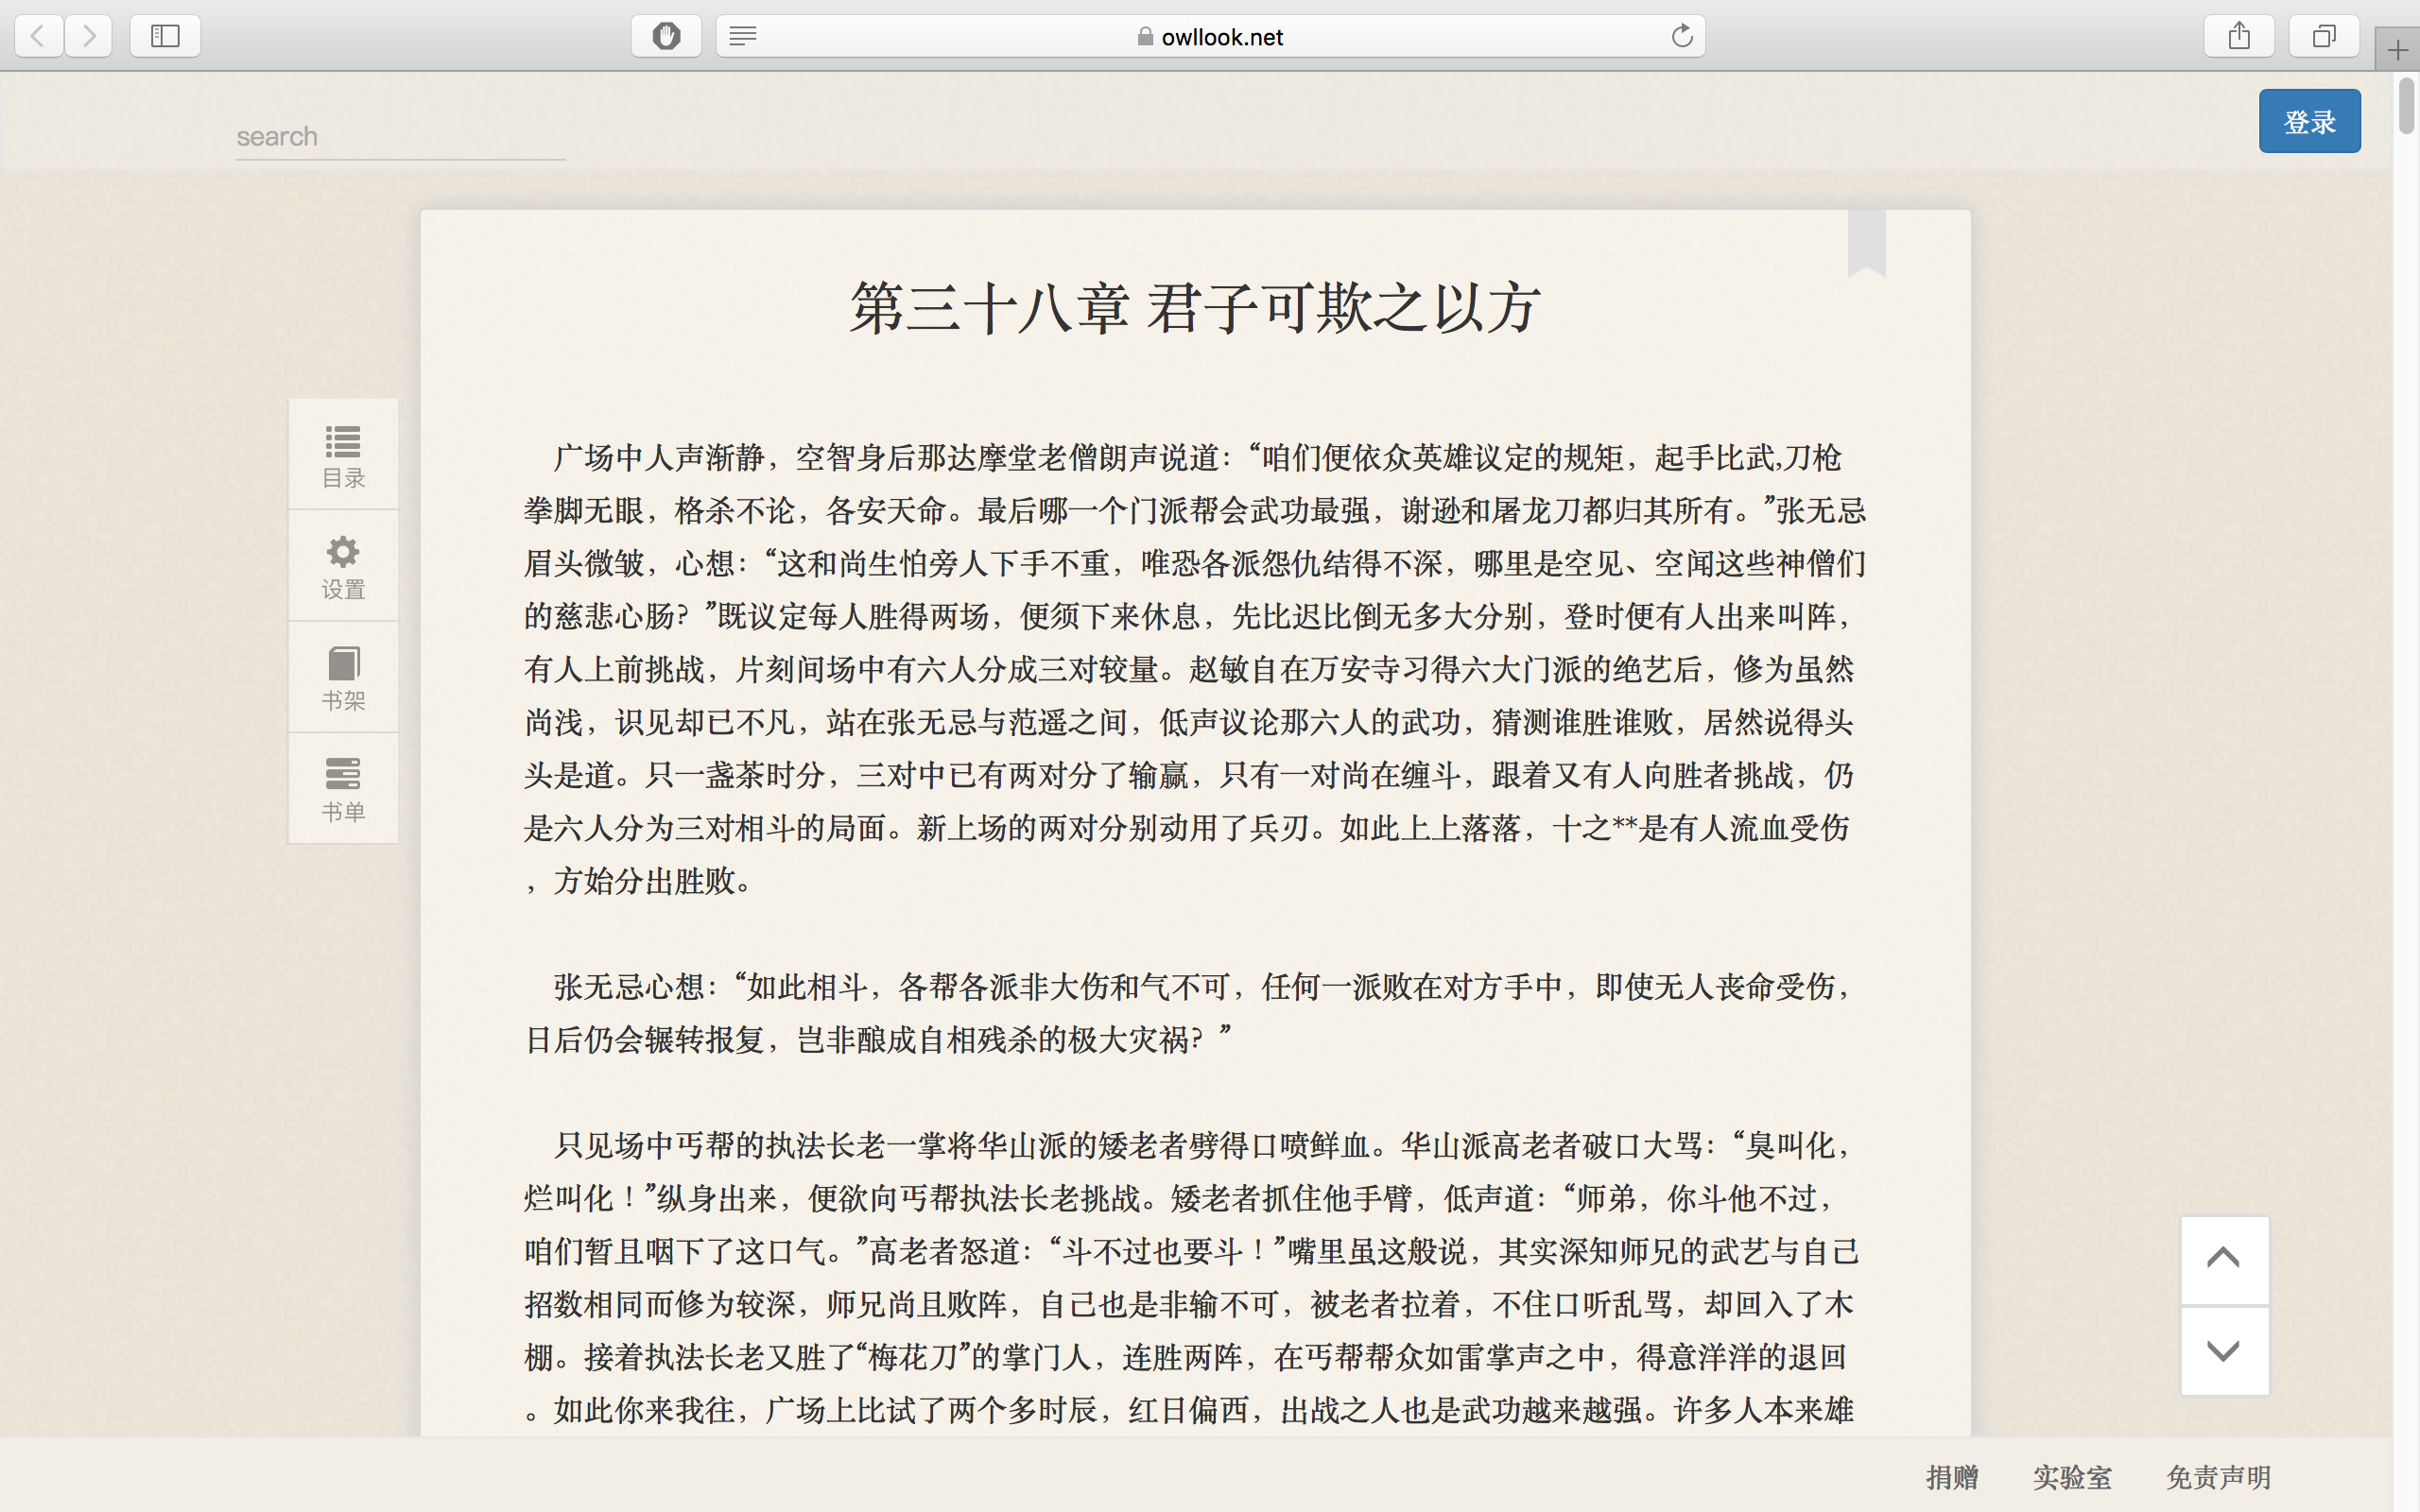 owllook.net
search
登录
第三十八章 君子可欺之以方
目录
设置
书架
书单
广场中人声渐静，空智身后那达摩堂老僧朗声说道：“咱们便依众英雄议定的规矩，起手比武,刀枪
拳脚无眼，格杀不论，各安天命。最后哪一个门派帮会武功最强，谢逊和屠龙刀都归其所有。”张无忌
眉头微皱，心想：“这和尚生怕旁人下手不重，唯恐各派怨仇结得不深，哪里是空见、空闻这些神僧们
的慈悲心肠？”既议定每人胜得两场，便须下来休息，先比迟比倒无多大分别，登时便有人出来叫阵，
有人上前挑战，片刻间场中有六人分成三对较量。赵敏自在万安寺习得六大门派的绝艺后，修为虽然
尚浅，识见却已不凡，站在张无忌与范遥之间，低声议论那六人的武功，猜测谁胜谁败，居然说得头
头是道。只一盏茶时分，三对中已有两对分了输赢，只有一对尚在缠斗，跟着又有人向胜者挑战，仍
是六人分为三对相斗的局面。新上场的两对分别动用了兵刃。如此上上落落，十之**是有人流血受伤
，方始分出胜败。
张无忌心想：“如此相斗，各帮各派非大伤和气不可，任何一派败在对方手中，即使无人丧命受伤，
日后仍会辗转报复，岂非酿成自相残杀的极大灾祸？”
只见场中丐帮的执法长老一掌将华山派的矮老者劈得口喷鲜血。华山派高老者破口大骂：“臭叫化，
烂叫化！”纵身出来，便欲向丐帮执法长老挑战。矮老者抓住他手臂，低声道：“师弟，你斗他不过，
咱们暂且咽下了这口气。”高老者怒道：“斗不过也要斗！”嘴里虽这般说，其实深知师兄的武艺与自己
招数相同而修为较深，师兄尚且败阵，自己也是非输不可，被老者拉着，不住口听乱骂，却回入了木
棚。接着执法长老又胜了“梅花刀”的掌门人，连胜两阵，在丐帮帮众如雷掌声之中，得意洋洋的退回
。如此你来我往，广场上比试了两个多时辰，红日偏西，出战之人也是武功越来越强。许多人本来雄
捐赠 实验室 免责声明